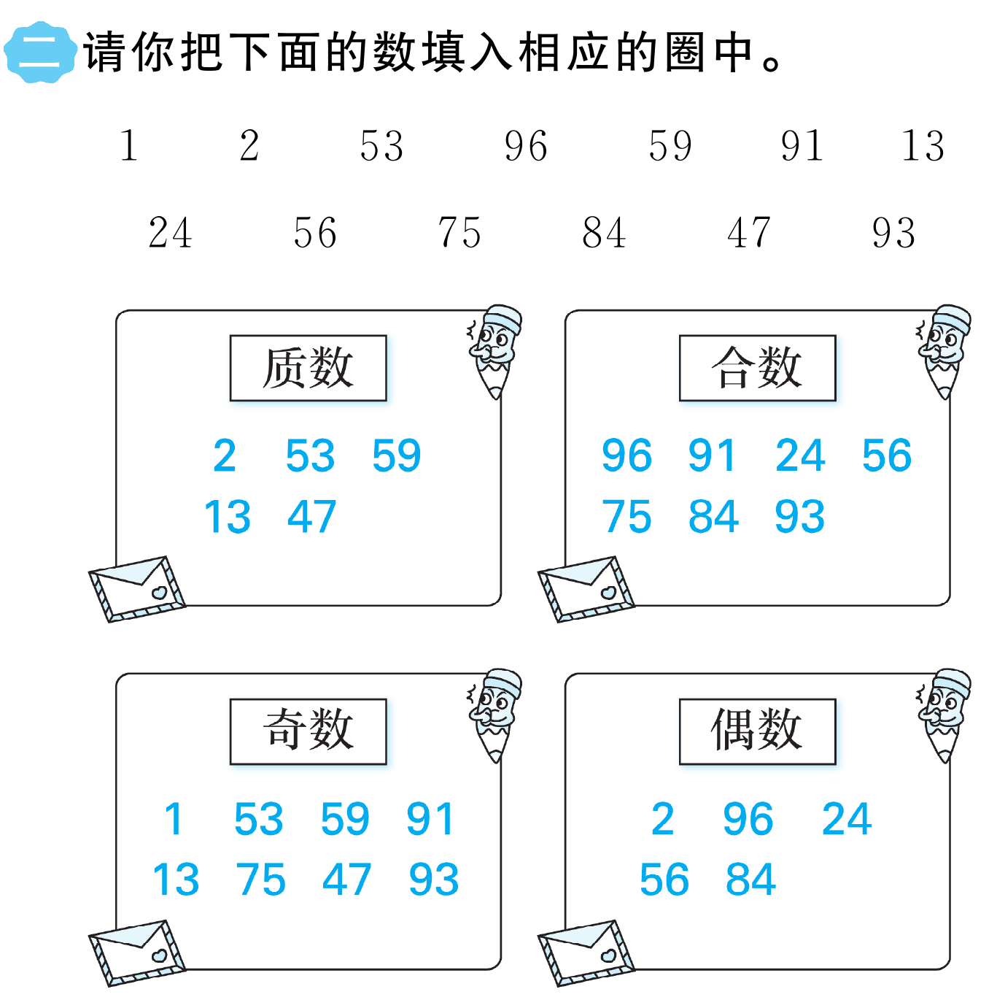 二 请你把下面的数填入相应的圈中。
1 2 53 96 59 91 13
24 56 75 84 47 93
质数
2 53 59
13 47
合数
96 91 24 56
75 84 93
奇数
1 53 59 91
13 75 47 93
偶数
2 96 24
56 84